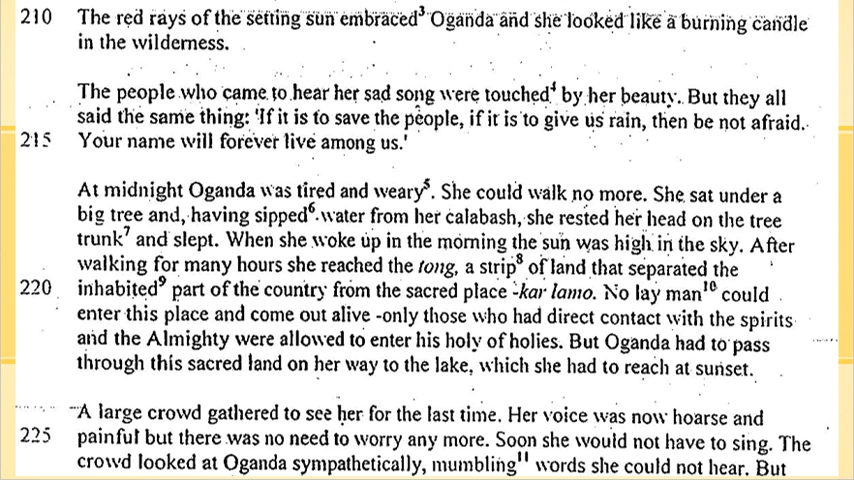 210 The red rays of the setting sun embraced³ Oganda and she looked like a burning candle
in the wilderness.
The people who came to hear her sad song were touched⁴ by her beauty. But they all
said the same thing: 'If it is to save the people, if it is to give us rain, then be not afraid.
215 Your name will forever live among us.'
At midnight Oganda was tired and weary⁵. She could walk no more. She sat under a
big tree and, having sipped⁶ water from her calabash, she rested her head on the tree
trunk⁷ and slept. When she woke up in the morning the sun was high in the sky. After
walking for many hours she reached the tong, a strip⁸ of land that separated the
220 inhabited⁹ part of the country from the sacred place -kar lamo. No lay man¹⁰ could
enter this place and come out alive -only those who had direct contact with the spirits
and the Almighty were allowed to enter his holy of holies. But Oganda had to pass
through this sacred land on her way to the lake, which she had to reach at sunset.
A large crowd gathered to see her for the last time. Her voice was now hoarse and
225 painful but there was no need to worry any more. Soon she would not have to sing. The
crowd looked at Oganda sympathetically, mumbling¹¹ words she could not hear. But